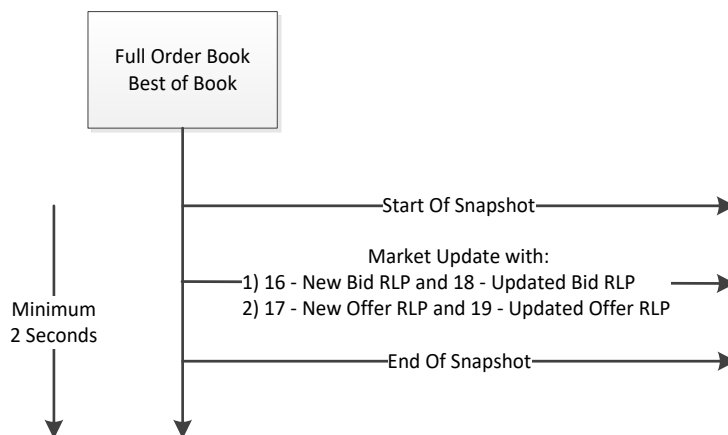 Full Order Book
Best of Book
Start Of Snapshot
Market Update with:
1) 16 - New Bid RLP and 18 - Updated Bid RLP
2) 17 - New Offer RLP and 19 - Updated Offer RLP
Minimum
2 Seconds
End Of Snapshot